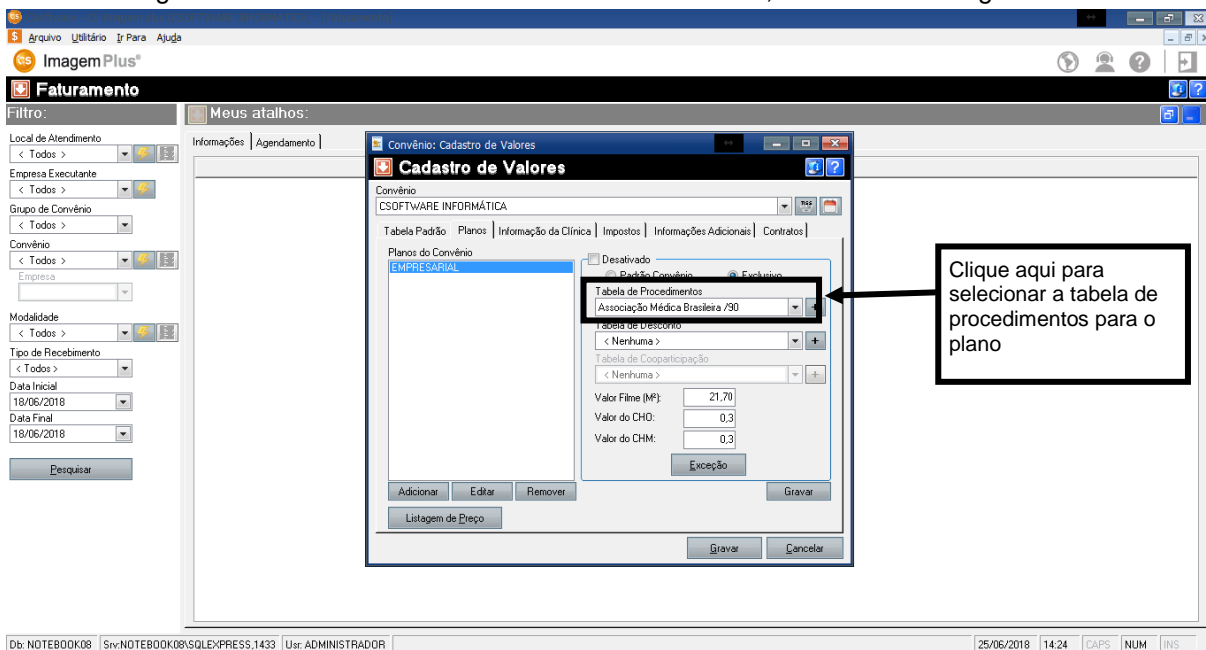 Arquivo Utilitário Ir Para Ajuda
ImagemPlus®
Faturamento
Filtro:
Meus atalhos:
Local de Atendimento
< Todos >
Empresa Executante
< Todos >
Grupo de Convênio
< Todos >
Convênio
< Todos >
Empresa
Modalidade
< Todos >
Tipo de Recebimento
< Todos >
Data Inicial
18/06/2018
Data Final
18/06/2018
Pesquisar
Informações Agendamento
Convênio: Cadastro de Valores
Cadastro de Valores
Convênio
CSOFTWARE INFORMÁTICA
Tabela Padrão Planos Informação da Clínica Impostos Informações Adicionais Contratos
Planos do Convênio
EMPRESARIAL
Desativado
Padrão Convênio Exclusivo
Tabela de Procedimentos
Associação Médica Brasileira /90
Tabela de Desconto
< Nenhuma >
Tabela de Cooparticipação
< Nenhuma >
Valor Filme (M²): 21,70
Valor do CHO: 0,3
Valor do CHM: 0,3
Exceção
Adicionar Editar Remover Gravar
Listagem de Preço
Gravar Cancelar
Clique aqui para
selecionar a tabela de
procedimentos para o
plano
Db: NOTEBOOK08 Srv:NOTEBOOK08\SQLEXPRESS,1433 Usr: ADMINISTRADOR 25/06/2018 14:24 CAPS NUM INS